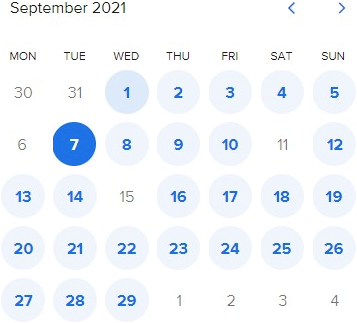 September 2021
MON TUE WED THU FRI SAT SUN
30 31 1 2 3 4 5
6 7 8 9 10 11 12
13 14 15 16 17 18 19
20 21 22 23 24 25 26
27 28 29 1 2 3 4